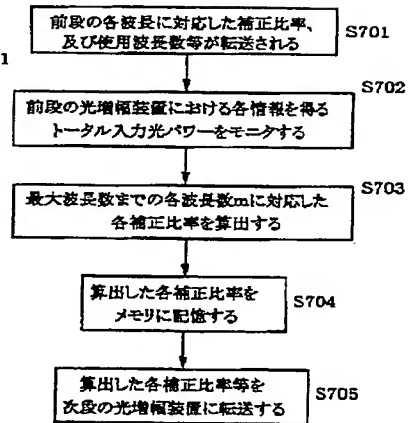 前段の各波長に対応した補正比率、
及び使用波長数等が転送される
S701
1
S702
前段の光増幅装置における各情報を得る
トータル入力光パワーをモニタする
S703
最大波長数までの各波長数mに対応した
各補正比率を算出する
算出した各補正比率を
メモリに記憶する
S704
算出した各補正比率等を
次段の光増幅装置に転送する
S705